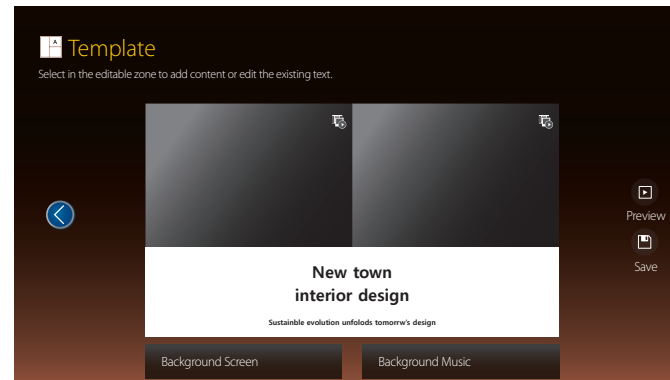 Template
Select in the editable zone to add content or edit the existing text.
Preview
Save
New town
interior design
Sustainble evolution unfolods tomorrw's design
Background Screen
Background Music